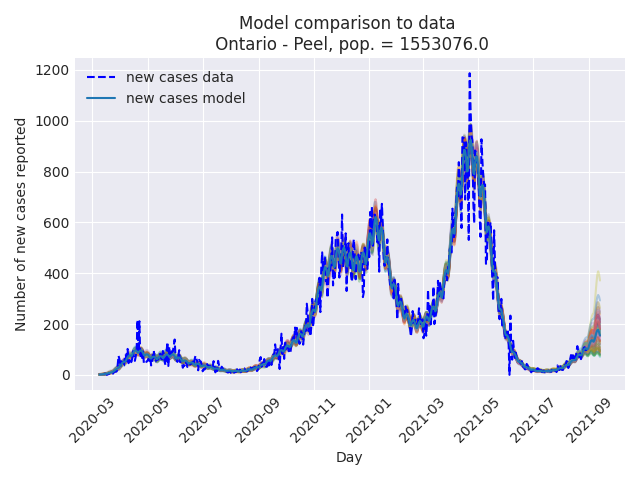 Model comparison to data
Ontario - Peel, pop. = 1553076.0
new cases data
new cases model
Number of new cases reported
1200
1000
800
600
400
200
0
2020-03
2020-05
2020-07
2020-09
2020-11
2021-01
2021-03
2021-05
2021-07
2021-09
Day